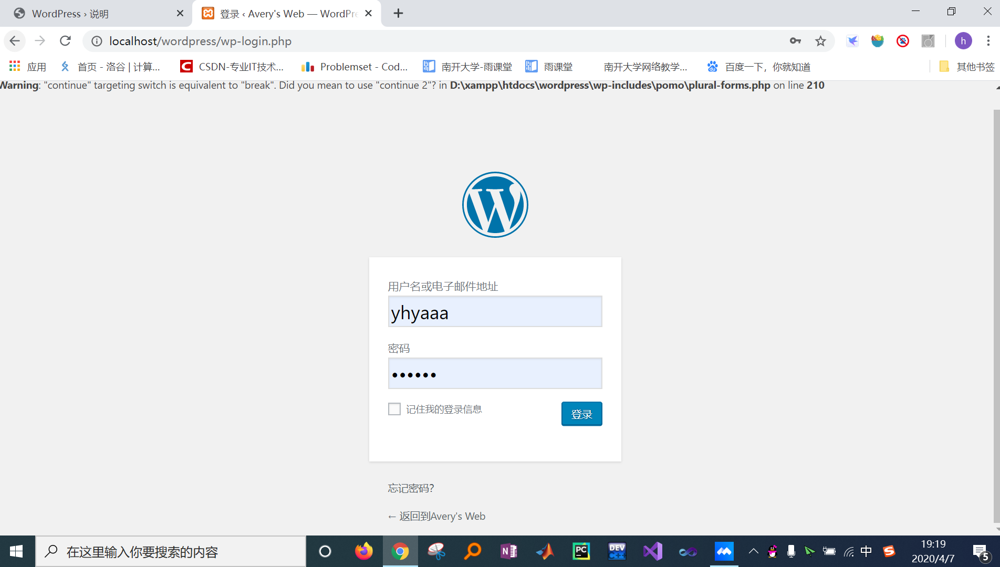 WordPress › 说明
登录 ‹ Avery's Web — WordPre
localhost/wordpress/wp-login.php
h
应用
首页 - 洛谷 | 计算...
CSDN-专业IT技术...
Problemset - Cod...
南开大学-雨课堂
雨课堂
南开大学网络教学...
百度一下，你就知道
其他书签
Warning: "continue" targeting switch is equivalent to "break". Did you mean to use "continue 2"? in D:\xampp\htdocs\wordpress\wp-includes\pomo\plural-forms.php on line 210
用户名或电子邮件地址
yhyaaa
密码
••••••
记住我的登录信息
登录
忘记密码？
← 返回到Avery's Web
在这里输入你要搜索的内容
N
PC
DEV
C++
中
S
19:19
2020/4/7
5